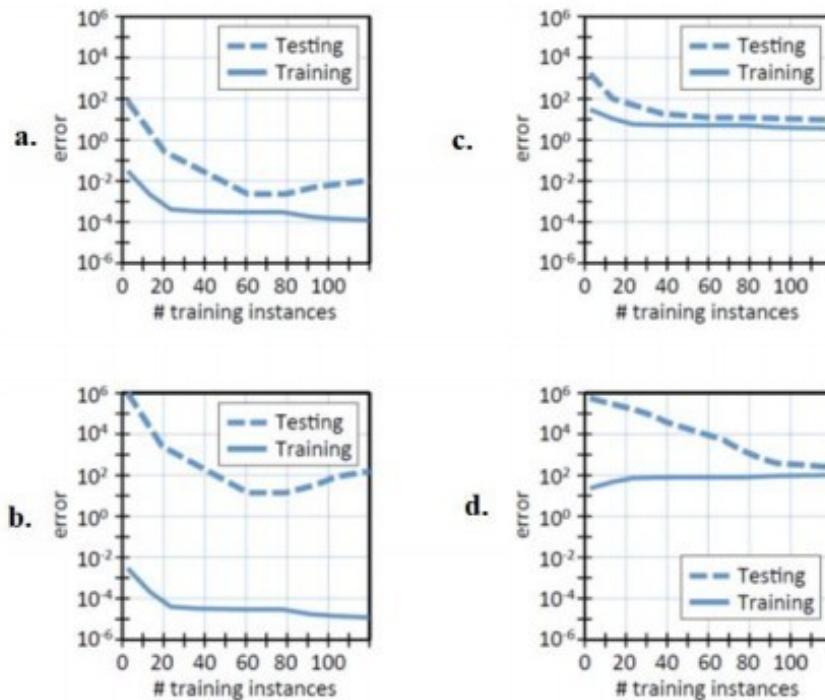 a.
error
10⁶
10⁴
10²
10⁰
10⁻²
10⁻⁴
10⁻⁶
Testing
Training
0 20 40 60 80 100
# training instances
c.
error
10⁶
10⁴
10²
10⁰
10⁻²
10⁻⁴
10⁻⁶
Testing
Training
0 20 40 60 80 100
# training instances
b.
error
10⁶
10⁴
10²
10⁰
10⁻²
10⁻⁴
10⁻⁶
Testing
Training
0 20 40 60 80 100
# training instances
d.
error
10⁶
10⁴
10²
10⁰
10⁻²
10⁻⁴
10⁻⁶
Testing
Training
0 20 40 60 80 100
# training instances